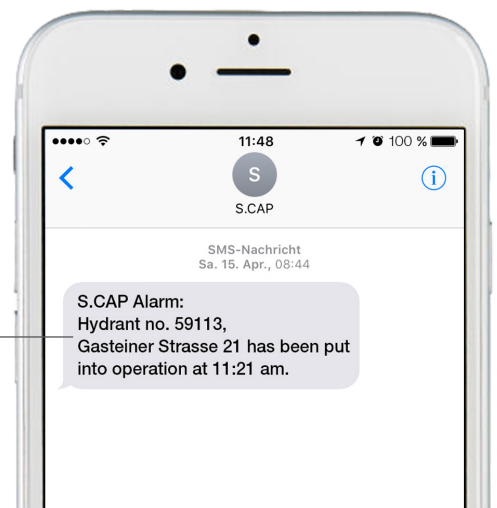 11:48
100 %
S
S.CAP
SMS-Nachricht
Sa. 15. Apr., 08:44
S.CAP Alarm:
Hydrant no. 59113,
Gasteiner Strasse 21 has been put
into operation at 11:21 am.